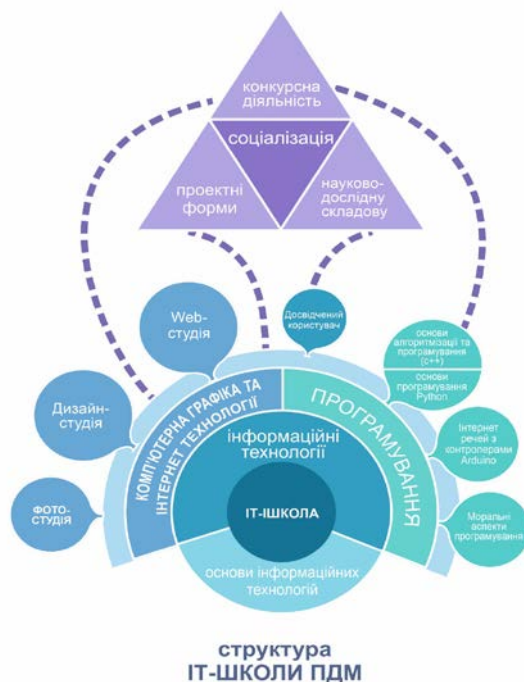 конкурсна
діяльність
соціалізація
проектні
форми
науково-
дослідну
складову
Web-
студія
Досвідчений
користувач
основи
алгоритмізації та
програмування
(с++)
основи
програмування
Python
Дизайн-
студія
КОМП'ЮТЕРНА ГРАФІКА ТА
ІНТЕРНЕТ ТЕХНОЛОГІЇ
ПРОГРАМУВАННЯ
інформаційні
технології
Інтернет
речей з
контролерами
Arduino
ФОТО-
СТУДІЯ
ІТ-ІШКОЛА
Моральні
аспекти
програмування
основи інформаційних
технологій
структура
ІТ-ШКОЛИ ПДМ